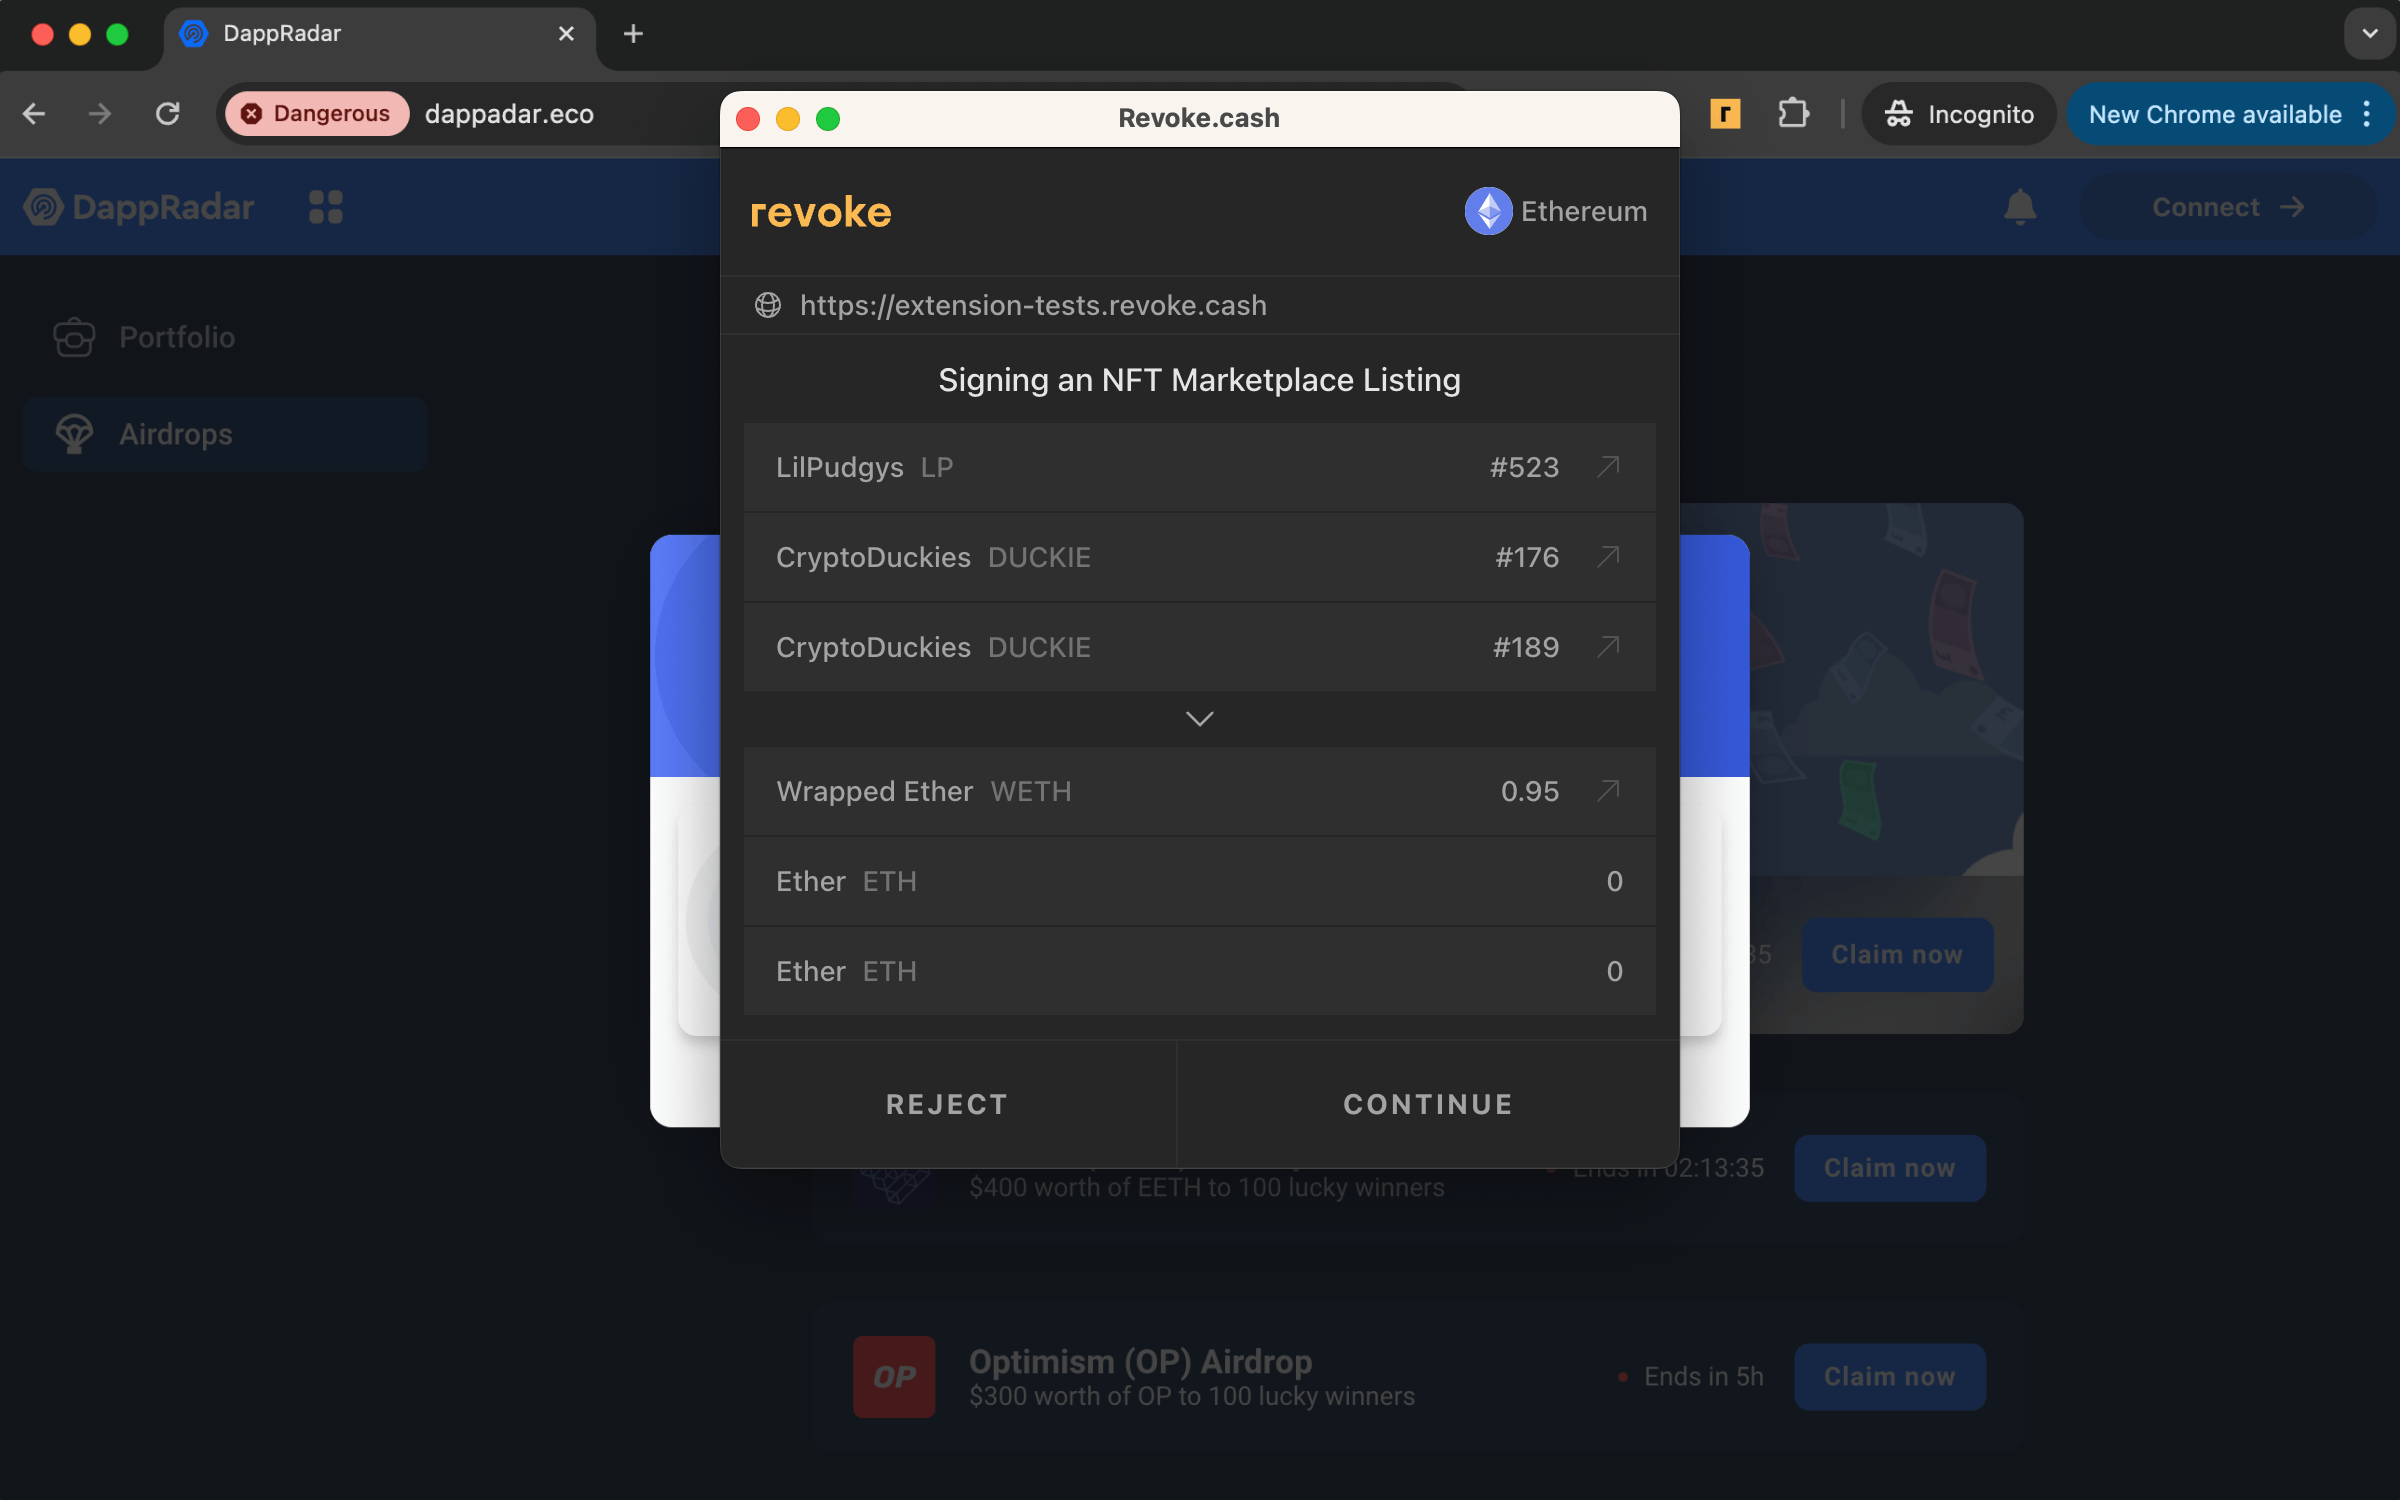 DappRadar
Dangerous
dappadar.eco
Incognito
New Chrome available
DappRadar
Connect
Portfolio
Airdrops
Revoke.cash
revoke
Ethereum
https://extension-tests.revoke.cash
Signing an NFT Marketplace Listing
LilPudgys LP #523
CryptoDuckies DUCKIE #176
CryptoDuckies DUCKIE #189
Wrapped Ether WETH 0.95
Ether ETH 0
Ether ETH 0
REJECT
CONTINUE
35
Claim now
Ends in 02:13:35
$400 worth of EETH to 100 lucky winners
Claim now
OP
Optimism (OP) Airdrop
$300 worth of OP to 100 lucky winners
Ends in 5h
Claim now